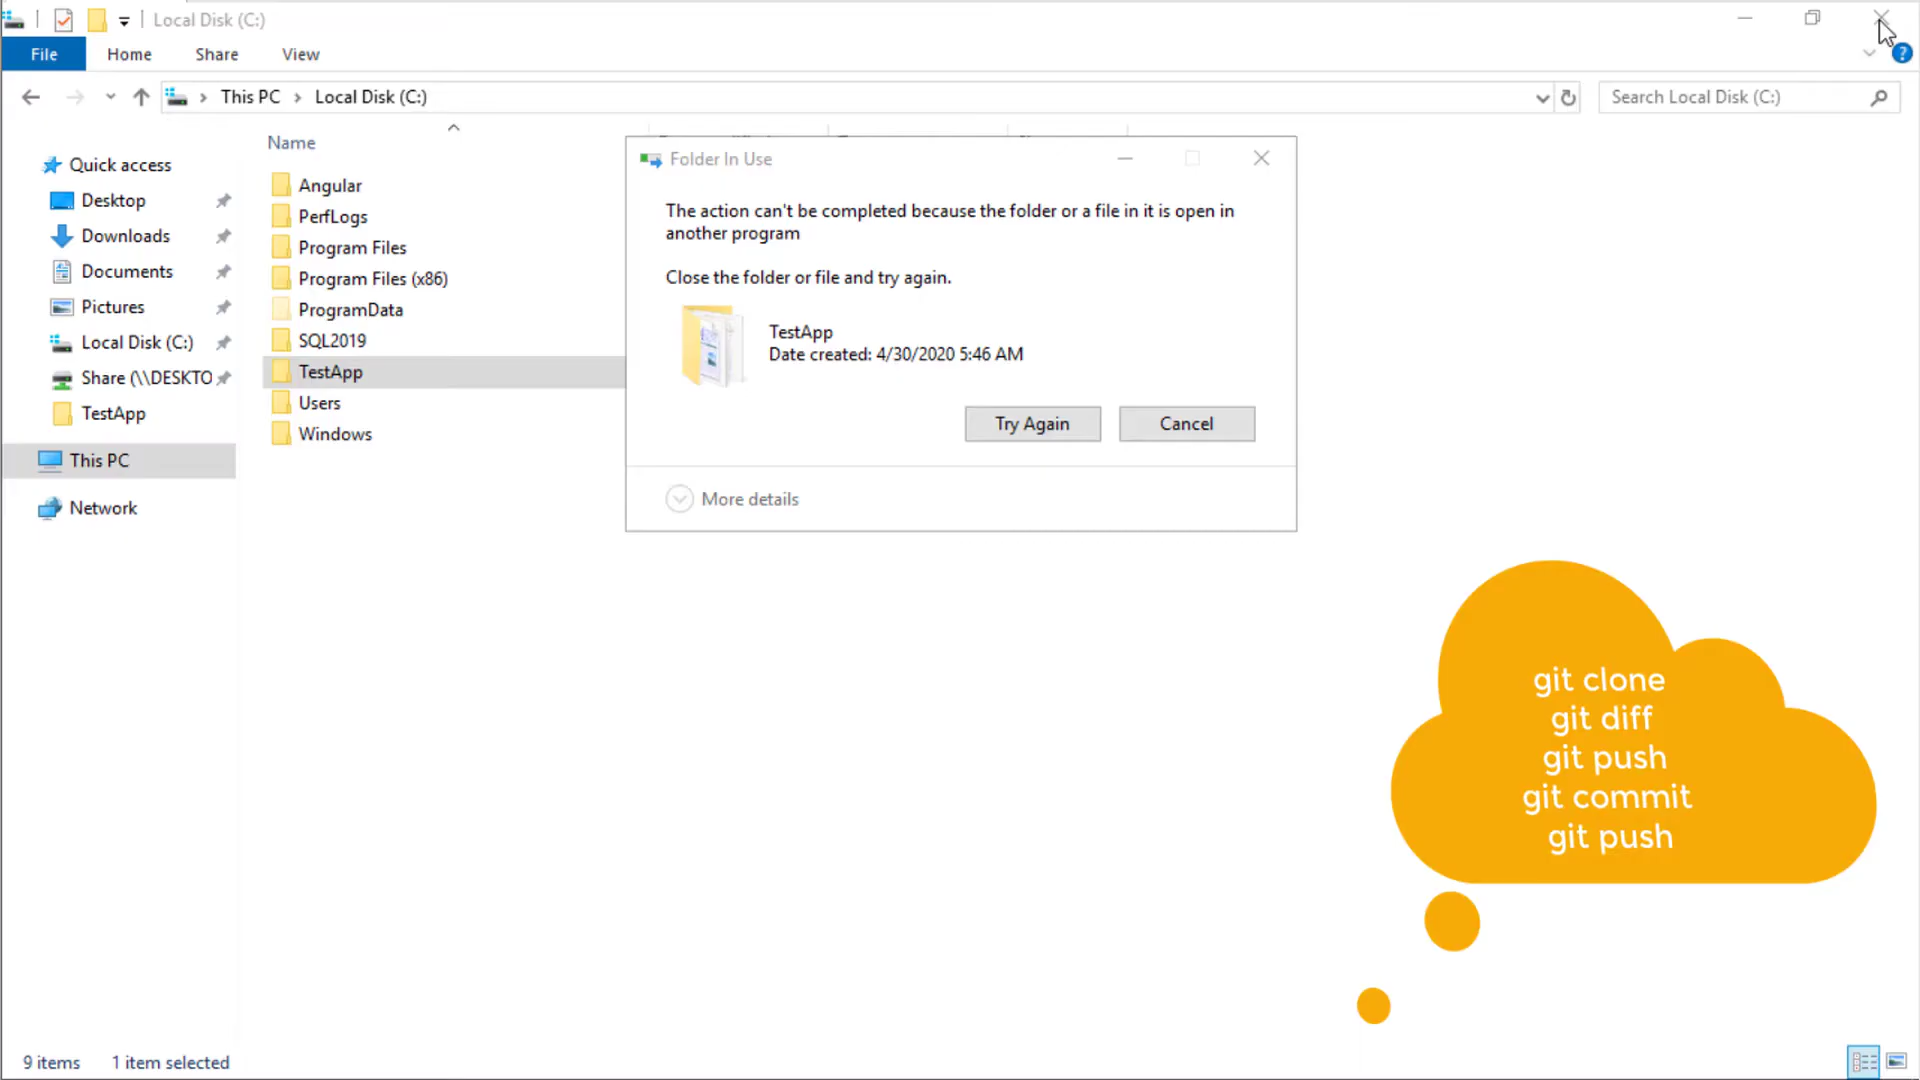 Local Disk (C:)
File
Home
Share
View
This PC
Local Disk (C:)
Search Local Disk (C:)
Name
Quick access
Desktop
Downloads
Documents
Pictures
Local Disk (C:)
Share (\\DESKTO
TestApp
This PC
Network
Angular
PerfLogs
Program Files
Program Files (x86)
ProgramData
SQL2019
TestApp
Users
Windows
Folder In Use
The action can't be completed because the folder or a file in it is open in
another program
Close the folder or file and try again.
TestApp
Date created: 4/30/2020 5:46 AM
Try Again
Cancel
More details
git clone
git diff
git push
git commit
git push
9 items
1 item selected